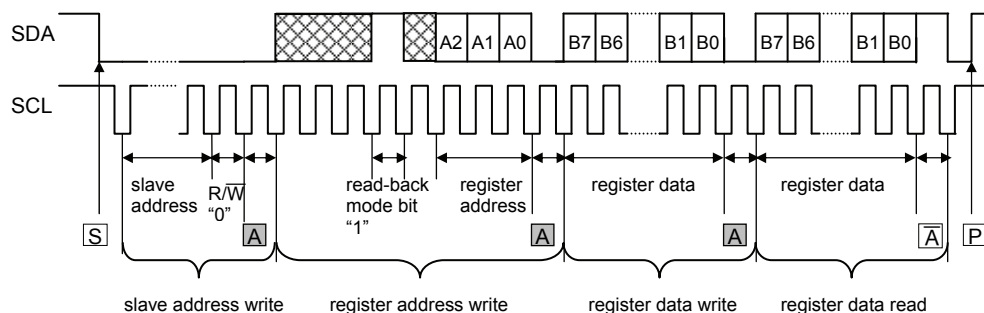 SDA
A2 A1 A0 B7 B6 B1 B0 B7 B6 B1 B0
SCL
slave address
R/W̅ "0"
read-back mode bit "1"
register address
register data
register data
S A A A A̅ P
slave address write register address write register data write register data read